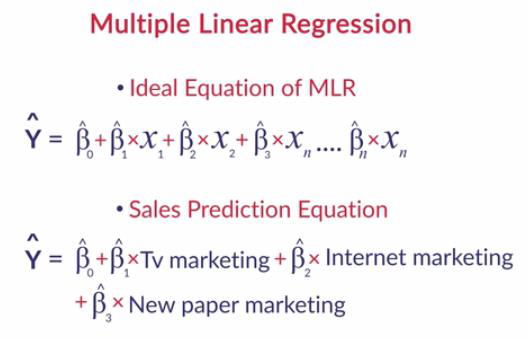 Multiple Linear Regression
• Ideal Equation of MLR
Ŷ = β̂₀+β̂₁×x₁+β̂₂×x₂+β̂₃×xₙ....β̂ₙ×xₙ
• Sales Prediction Equation
Ŷ = β̂₀+β̂₁×Tv marketing + β̂₂× Internet marketing
+ β̂₃× New paper marketing